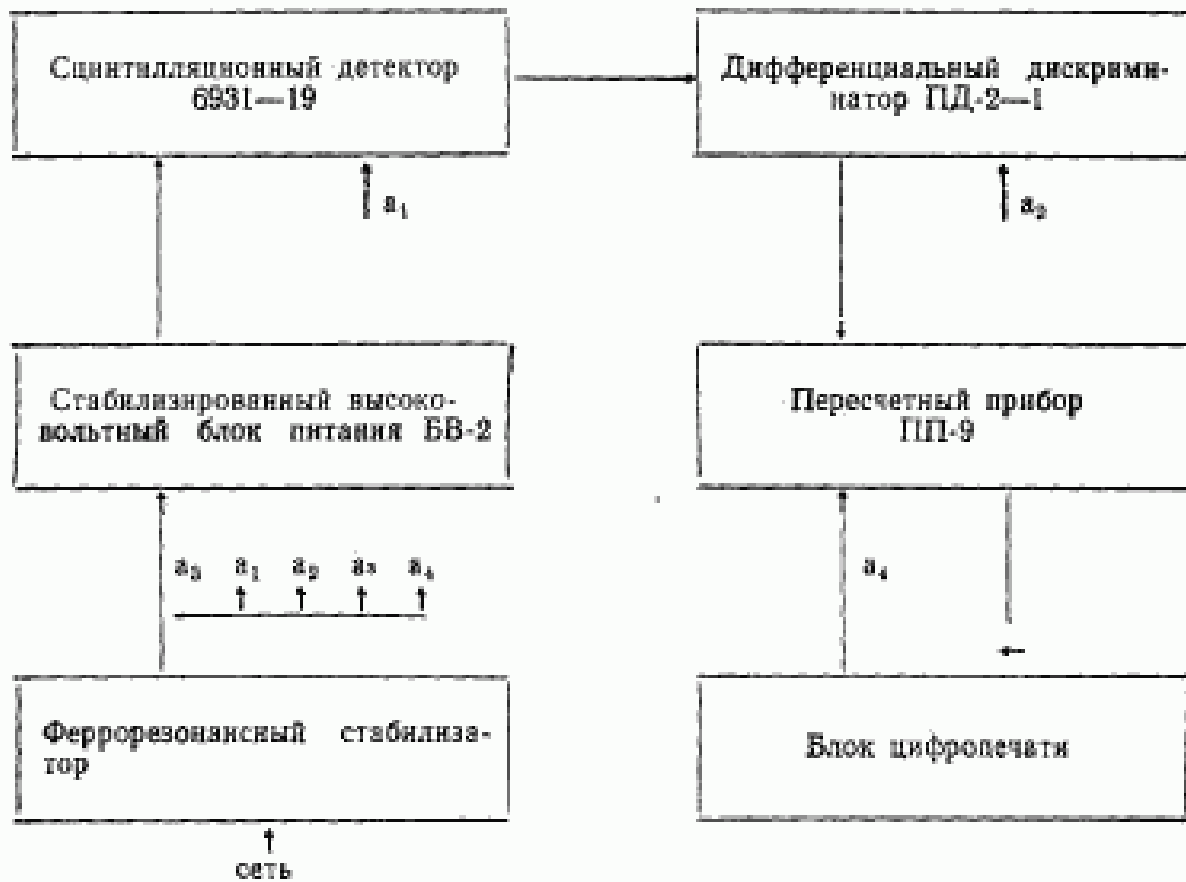 Сцинтилляционный детектор
6931—19
Дифференциальный дискрими-
натор ПД-2—1
a₁
a₂
Стабилизированный высоко-
вольтный блок питания БВ-2
Пересчетный прибор
ПП-9
a₃ a₁ a₂ a₃ a₄
a₄
Феррорезонансный стабилиза-
тор
Блок цифропечати
сеть